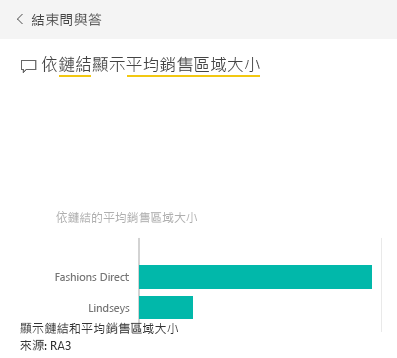 結束問與答
依鏈結顯示平均銷售區域大小
依鏈結的平均銷售區域大小
Fashions Direct
Lindseys
顯示鏈結和平均銷售區域大小
來源: RA3